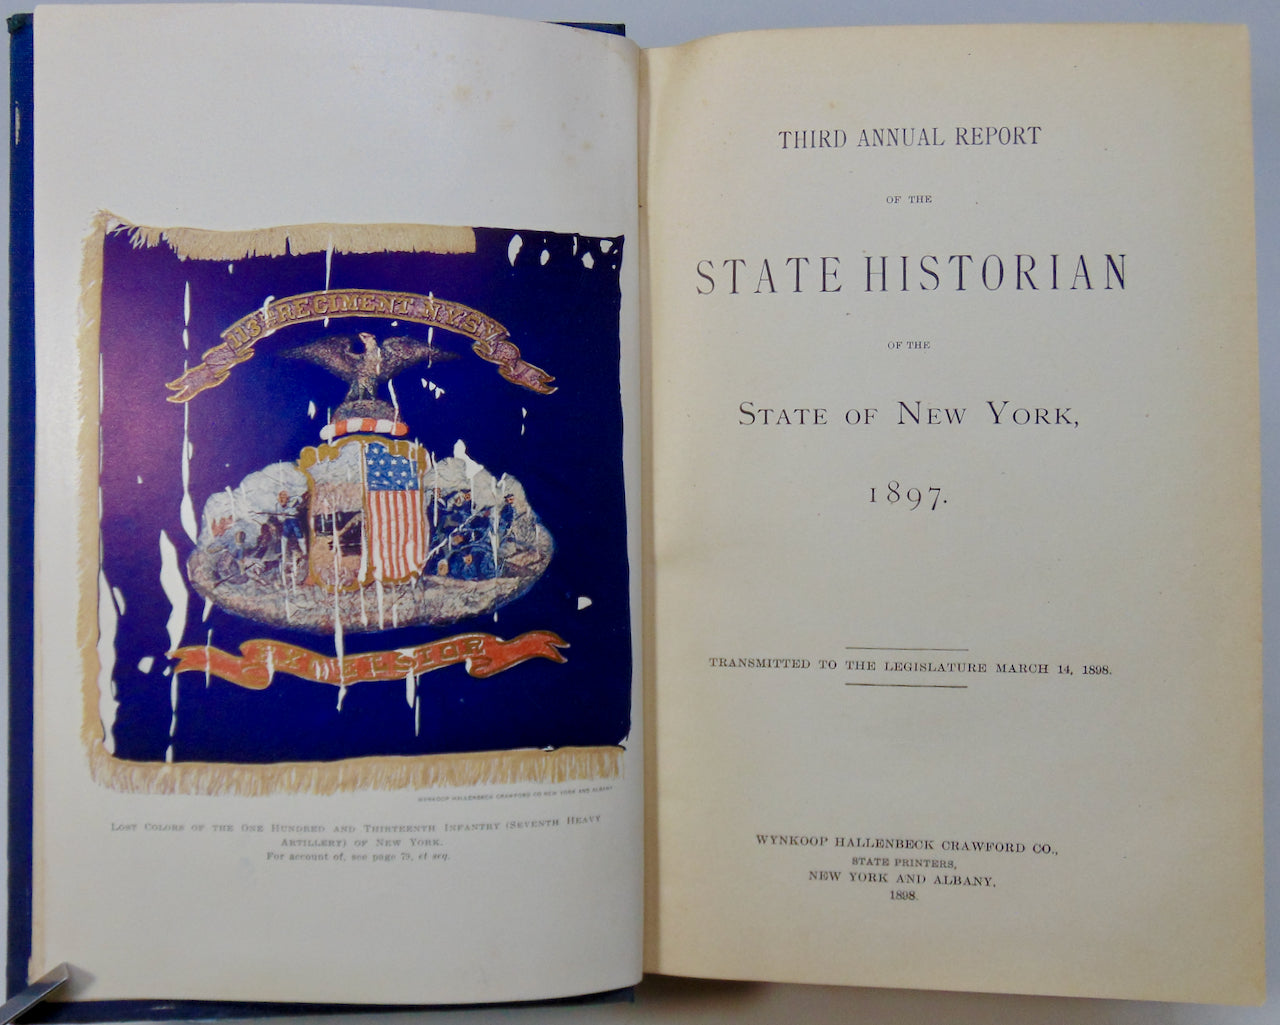 113th REGIMENT N.Y.S.V.
EXCELSIOR
WYNKOOP HALLENBECK CRAWFORD CO NEW YORK AND ALBANY
LOST COLORS OF THE ONE HUNDRED AND THIRTEENTH INFANTRY (SEVENTH HEAVY
ARTILLERY) OF NEW YORK.
For account of, see page 79, et seq.
THIRD ANNUAL REPORT
OF THE
STATE HISTORIAN
OF THE
STATE OF NEW YORK,
1897.
TRANSMITTED TO THE LEGISLATURE MARCH 14, 1898.
WYNKOOP HALLENBECK CRAWFORD CO.,
STATE PRINTERS,
NEW YORK AND ALBANY,
1898.